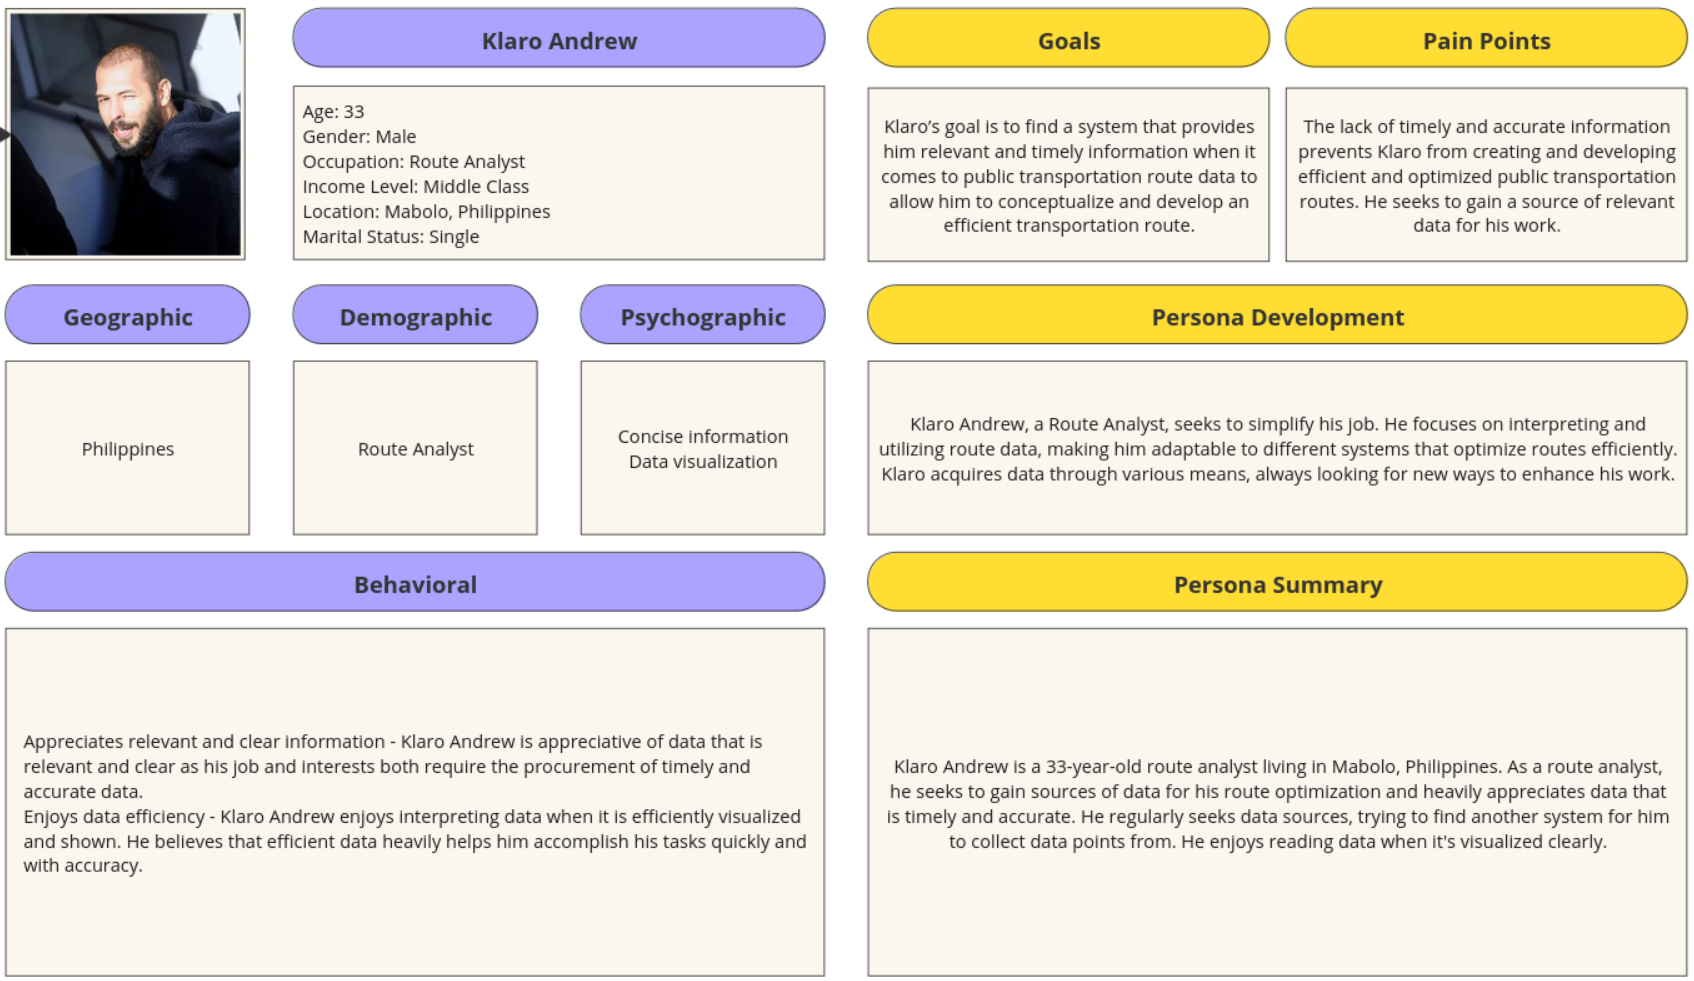 Klaro Andrew
Age: 33
Gender: Male
Occupation: Route Analyst
Income Level: Middle Class
Location: Mabolo, Philippines
Marital Status: Single
Goals
Klaro’s goal is to find a system that provides
him relevant and timely information when it
comes to public transportation route data to
allow him to conceptualize and develop an
efficient transportation route.
Pain Points
The lack of timely and accurate information
prevents Klaro from creating and developing
efficient and optimized public transportation
routes. He seeks to gain a source of relevant
data for his work.
Geographic
Philippines
Demographic
Route Analyst
Psychographic
Concise information
Data visualization
Persona Development
Klaro Andrew, a Route Analyst, seeks to simplify his job. He focuses on interpreting and
utilizing route data, making him adaptable to different systems that optimize routes efficiently.
Klaro acquires data through various means, always looking for new ways to enhance his work.
Behavioral
Appreciates relevant and clear information - Klaro Andrew is appreciative of data that is
relevant and clear as his job and interests both require the procurement of timely and
accurate data.
Enjoys data efficiency - Klaro Andrew enjoys interpreting data when it is efficiently visualized
and shown. He believes that efficient data heavily helps him accomplish his tasks quickly and
with accuracy.
Persona Summary
Klaro Andrew is a 33-year-old route analyst living in Mabolo, Philippines. As a route analyst,
he seeks to gain sources of data for his route optimization and heavily appreciates data that
is timely and accurate. He regularly seeks data sources, trying to find another system for him
to collect data points from. He enjoys reading data when it's visualized clearly.